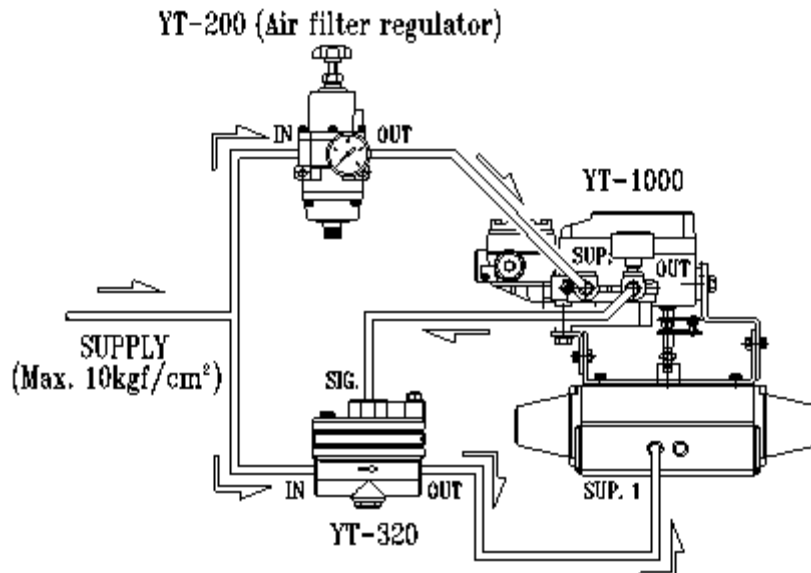 YT-200 (Air filter regulator)
IN
OUT
YT-1000
SUP.
OUT
SUPPLY
(Max. 10kgf/cm²)
SIG.
IN
OUT
SUP. 1
YT-320